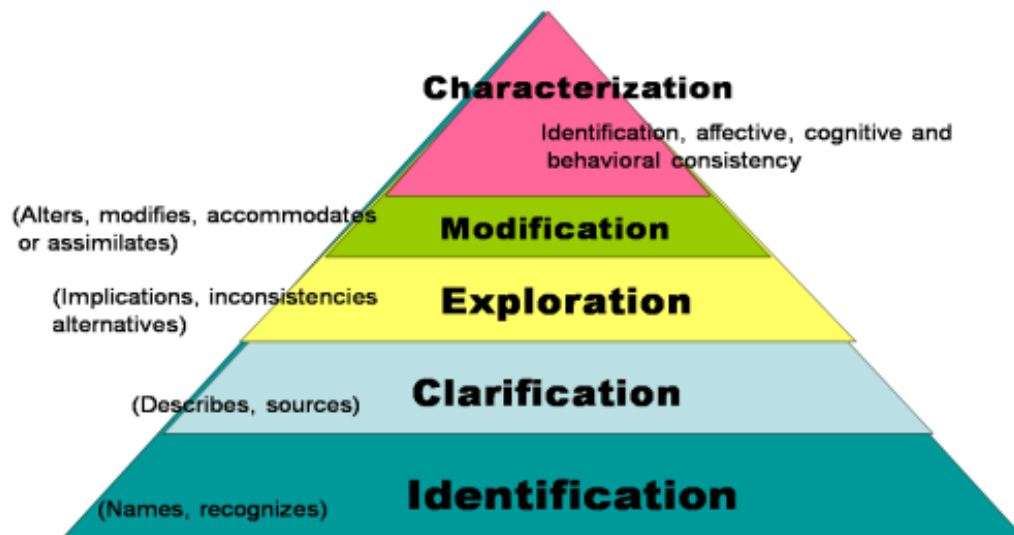 Characterization
Identification, affective, cognitive and
behavioral consistency
(Alters, modifies, accommodates
or assimilates)
Modification
(Implications, inconsistencies
alternatives)
Exploration
Clarification
(Describes, sources)
Identification
(Names, recognizes)